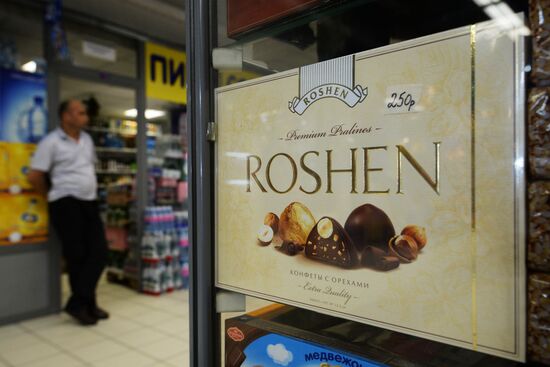 ПИ
ROSHEN
250р
Premium Pralines
ROSHEN
КОНФЕТЫ С ОРЕХАМИ
Extra Quality
медвежо